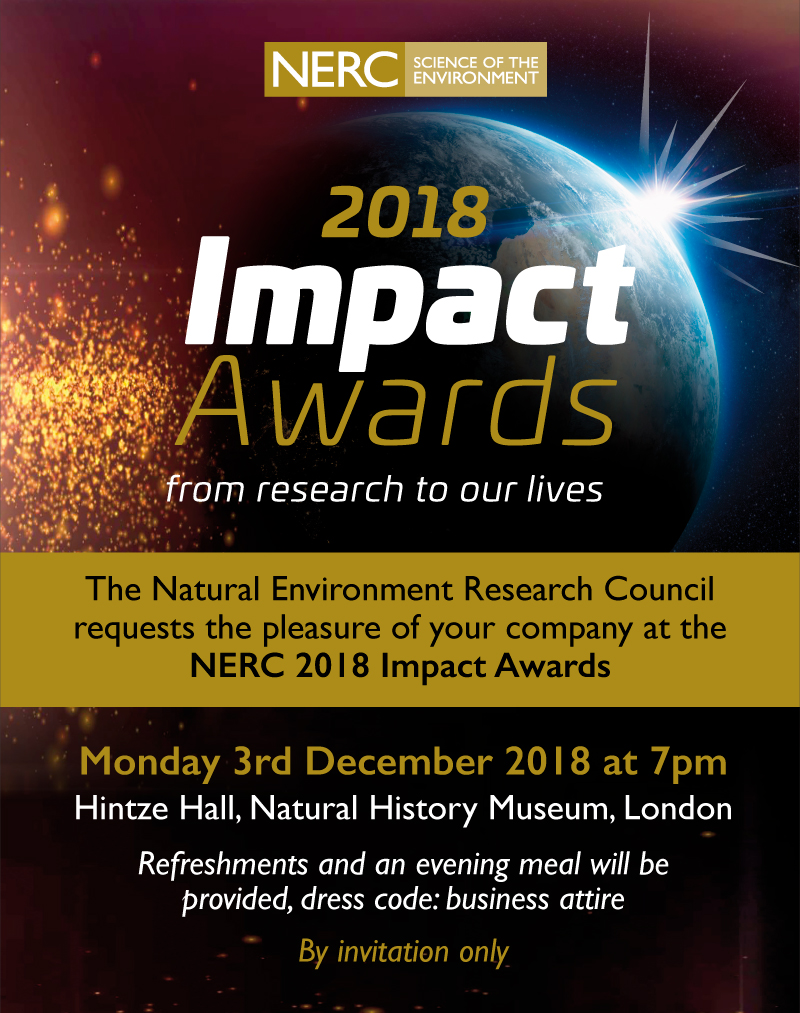 NERC SCIENCE OF THE
ENVIRONMENT
2018
Impact
Awards
from research to our lives
The Natural Environment Research Council
requests the pleasure of your company at the
NERC 2018 Impact Awards
Monday 3rd December 2018 at 7pm
Hintze Hall, Natural History Museum, London
Refreshments and an evening meal will be
provided, dress code: business attire
By invitation only